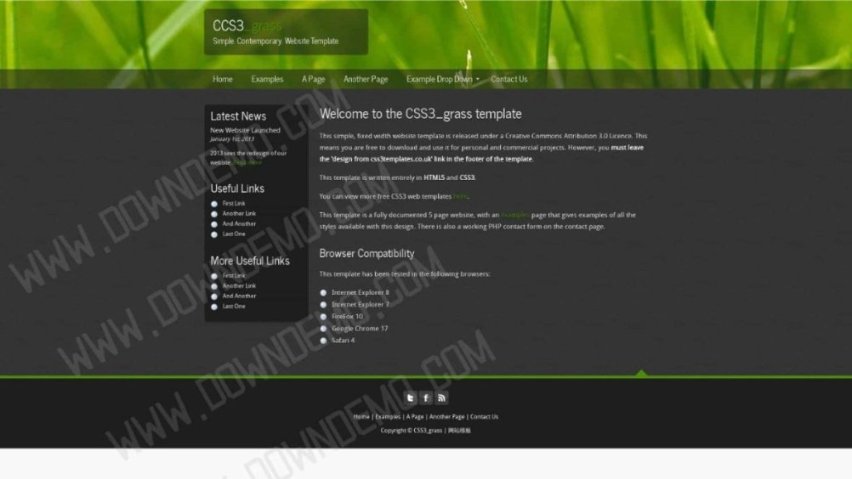 CCS3_grass
Simple. Contemporary. Website Template
Home Examples A Page Another Page Example Drop Down Contact Us
Latest News
New Website Launched
January 1st, 2013
2013 sees the redesign of our
website. Read more
Useful Links
First Link
Another Link
And Another
Last One
More Useful Links
First Link
Another Link
And Another
Last One
Welcome to the CSS3_grass template
This simple, fixed width website template is released under a Creative Commons Attribution 3.0 Licence. This
means you are free to download and use it for personal and commercial projects. However, you must leave
the 'design from css3templates.co.uk' link in the footer of the template.
This template is written entirely in HTML5 and CSS3.
You can view more free CSS3 web templates here.
This template is a fully documented 5 page website, with an examples page that gives examples of all the
styles available with this design. There is also a working PHP contact form on the contact page.
Browser Compatibility
This template has been tested in the following browsers:
Internet Explorer 8
Internet Explorer 7
FireFox 10
Google Chrome 17
Safari 4
Home | Examples | A Page | Another Page | Contact Us
Copyright © CSS3_grass | 网站模板
WWW.DOWNDEMO.COM
WWW.DOWNDEMO.COM
WWW.DOWNDEMO.COM
WWW.DOWNDEMO.COM